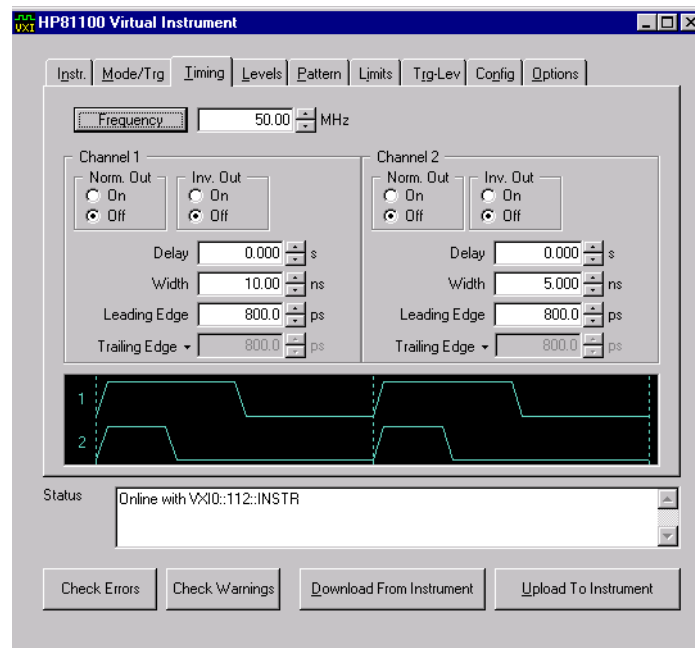 VXI HP81100 Virtual Instrument
Instr. Mode/Trg Timing Levels Pattern Limits Trg-Lev Config Options
Frequency 50.00 MHz
Channel 1 Channel 2
Norm. Out Inv. Out Norm. Out Inv. Out
On On On On
Off Off Off Off
Delay 0.000 s Delay 0.000 s
Width 10.00 ns Width 5.000 ns
Leading Edge 800.0 ps Leading Edge 800.0 ps
Trailing Edge 800.0 ps Trailing Edge 800.0 ps
1
2
Status Online with VXI0::112::INSTR
Check Errors Check Warnings Download From Instrument Upload To Instrument